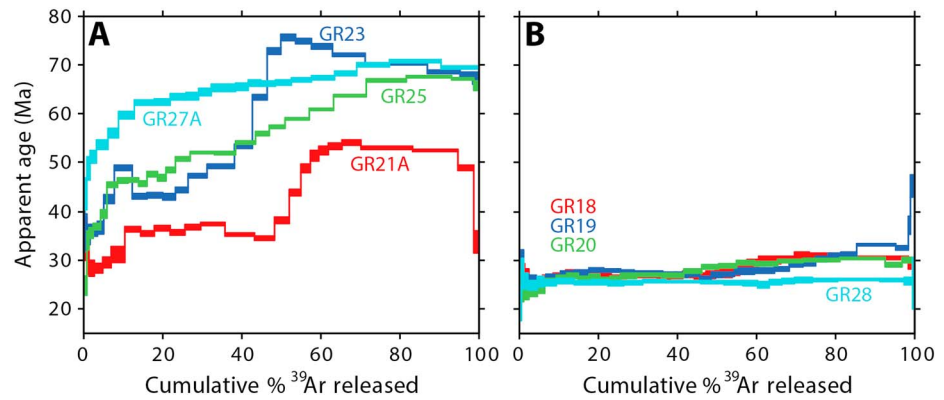 A
B
GR23
GR27A
GR25
GR21A
GR18
GR19
GR20
GR28
Apparent age (Ma)
80
70
60
50
40
30
20
0
20
40
60
80
100
0
20
40
60
80
100
Cumulative % ³⁹Ar released
Cumulative % ³⁹Ar released